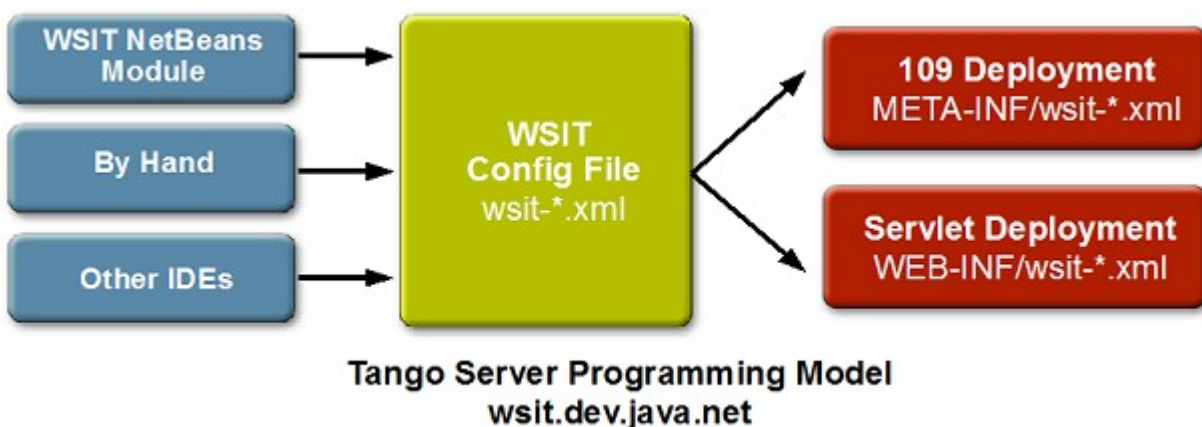 WSIT NetBeans
Module
By Hand
Other IDEs
WSIT
Config File
wsit-*.xml
109 Deployment
META-INF/wsit-*.xml
Servlet Deployment
WEB-INF/wsit-*.xml
Tango Server Programming Model
wsit.dev.java.net